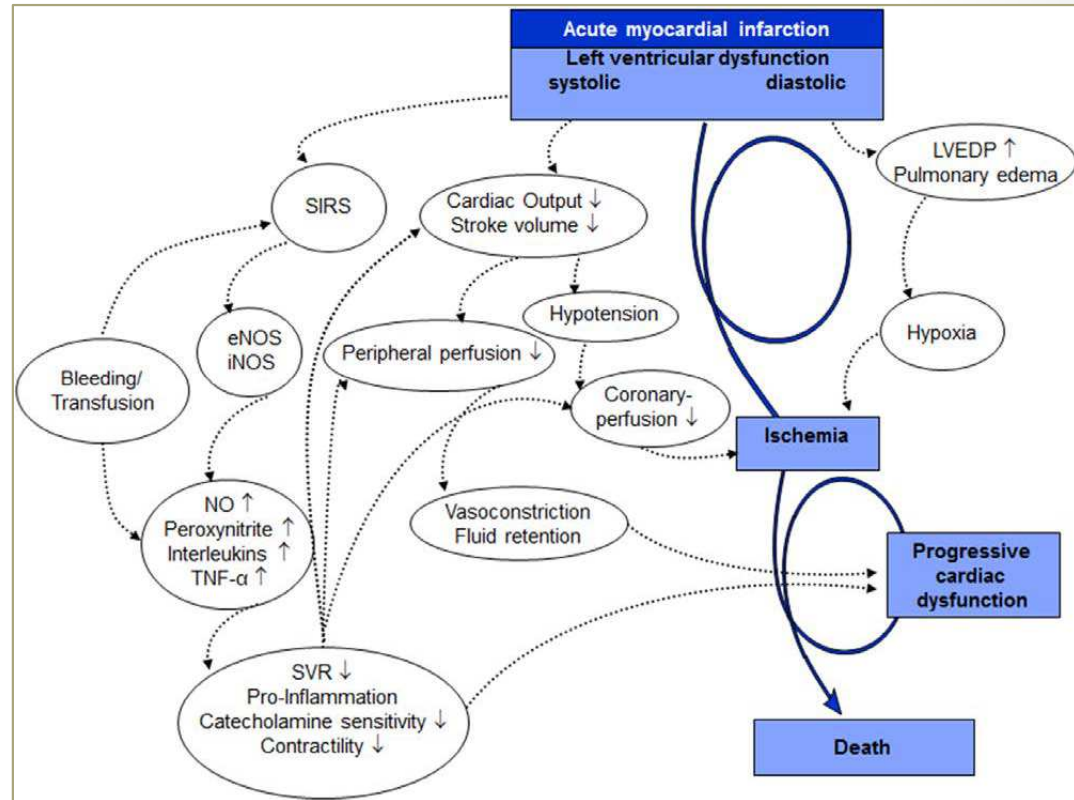 Acute myocardial infarction
Left ventricular dysfunction
systolic diastolic
LVEDP ↑
Pulmonary edema
SIRS
Cardiac Output ↓
Stroke volume ↓
Hypotension
Hypoxia
eNOS
iNOS
Peripheral perfusion ↓
Bleeding/
Transfusion
Coronary-
perfusion ↓
Ischemia
NO ↑
Peroxynitrite ↑
Interleukins ↑
TNF-α ↑
Vasoconstriction
Fluid retention
Progressive
cardiac
dysfunction
SVR ↓
Pro-Inflammation
Catecholamine sensitivity ↓
Contractility ↓
Death